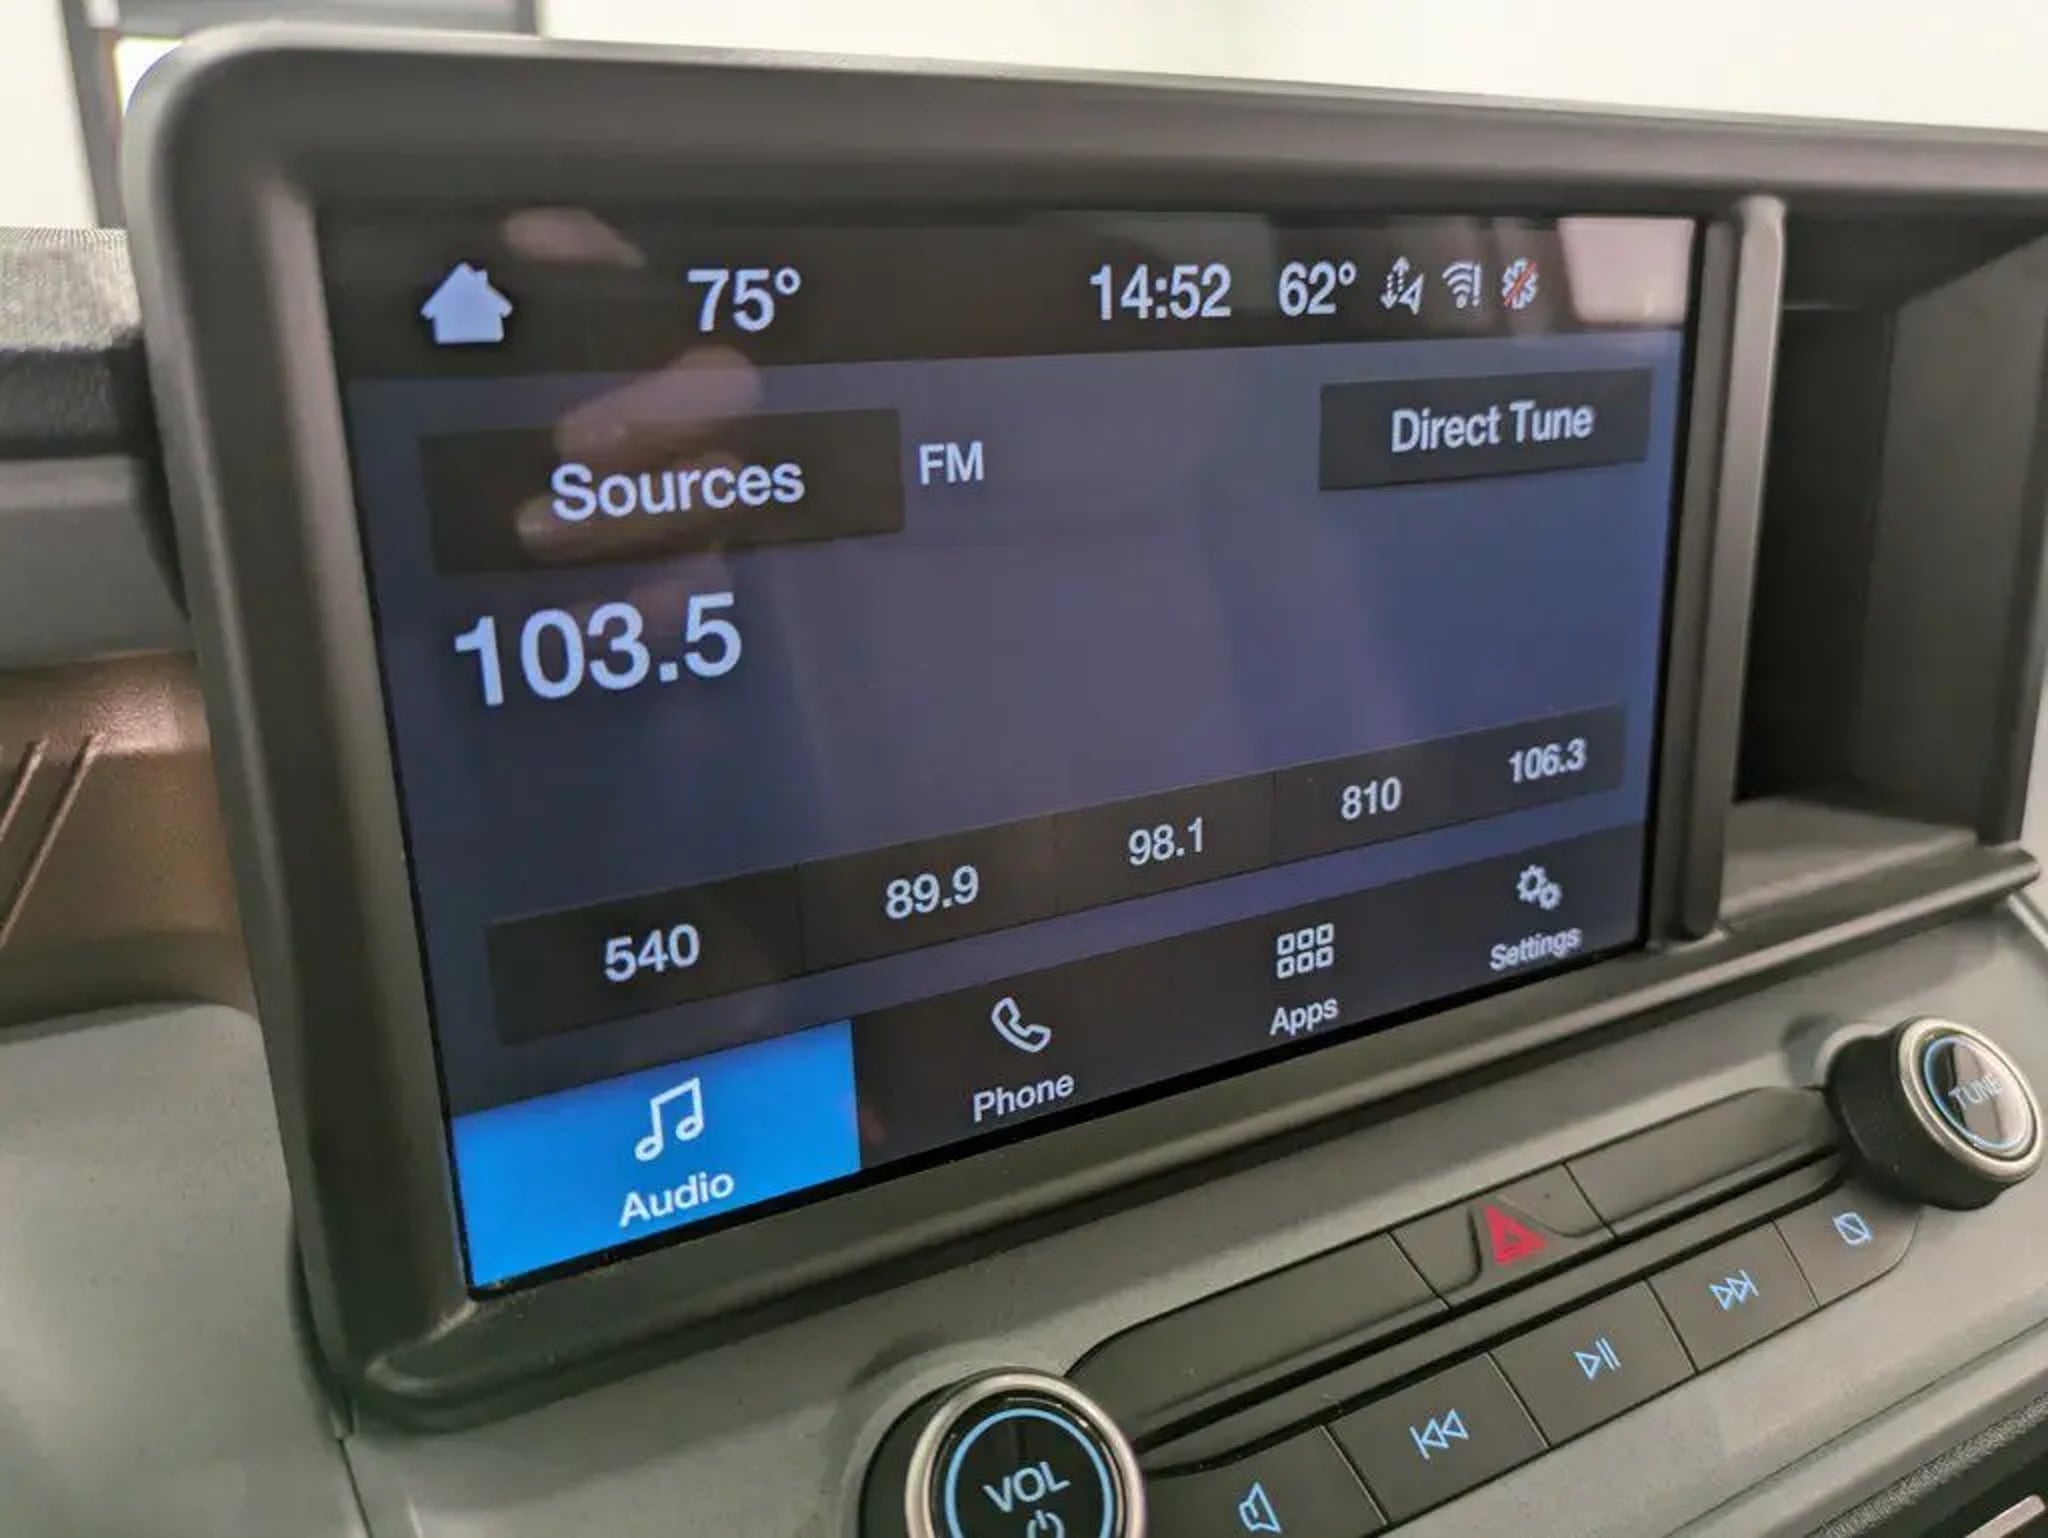 75°
14:52
62°
Sources
FM
Direct Tune
103.5
540
89.9
98.1
810
106.3
Audio
Phone
Apps
Settings
TUNE
VOL